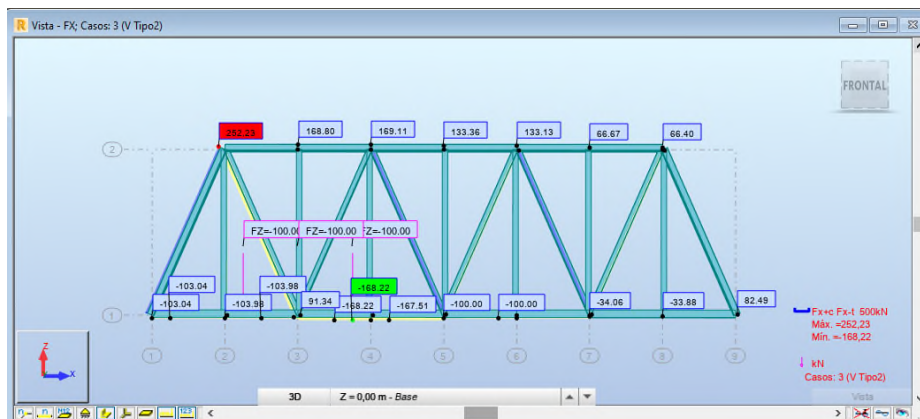 Vista - FX; Casos: 3 (V Tipo2)
FRONTAL
252.23 168.80 169.11 133.36 133.13 66.67 66.40
2 2
FZ=-100.00 FZ=-100.00 FZ=-100.00
-103.04 -103.98 -168.22
-103.04 -103.98 91.34 -168.22 -167.51 -100.00 -100.00 -34.06 -33.88 82.49
1 1
Fx+c Fx-t 500kN
Máx. =252,23
Mín. =-168,22
kN
Casos: 3 (V Tipo2)
1 2 3 4 5 6 7 8 9
Z
X
3D Z = 0,00 m - Base Vista